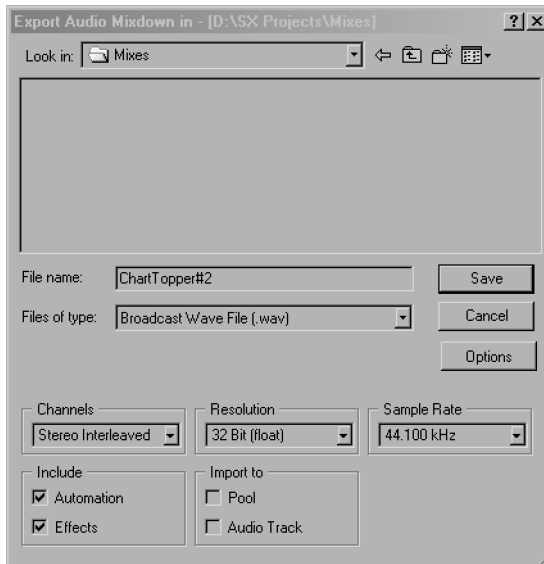 Export Audio Mixdown in - [D:\SX Projects\Mixes]
Look in: Mixes
File name: ChartTopper#2 Save
Files of type: Broadcast Wave File (.wav) Cancel
Options
Channels Resolution Sample Rate
Stereo Interleaved 32 Bit (float) 44.100 kHz
Include Import to
Automation Pool
Effects Audio Track